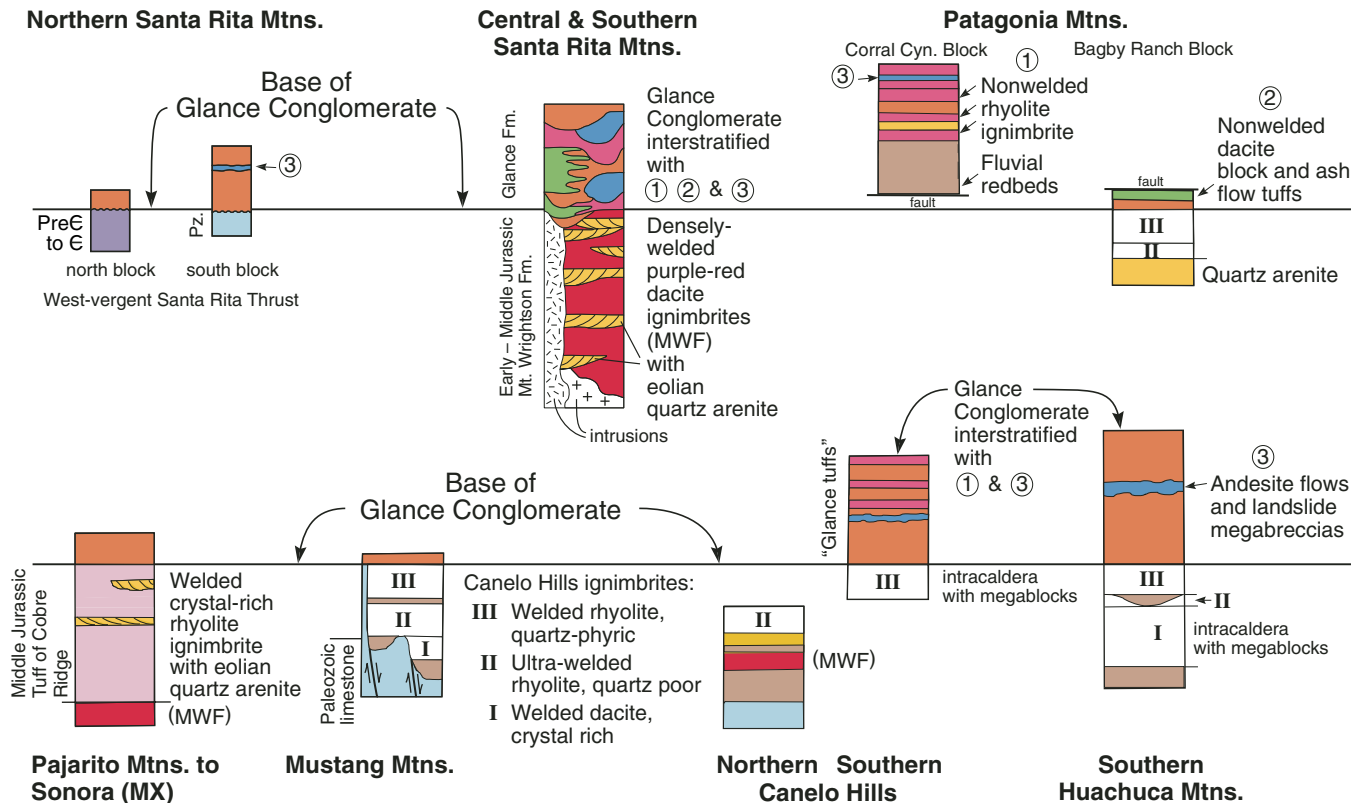 Northern Santa Rita Mtns.
Central & Southern
Santa Rita Mtns.
Patagonia Mtns.
Base of
Glance Conglomerate
PreЄ
to Є
north block
Pz.
③
south block
West-vergent Santa Rita Thrust
Glance Fm.
Early – Middle Jurassic
Mt. Wrightson Fm.
Glance
Conglomerate
interstratified
with
① ② & ③
Densely-
welded
purple-red
dacite
ignimbrites
(MWF)
with
eolian
quartz arenite
intrusions
Corral Cyn. Block
③
①
Nonwelded
rhyolite
ignimbrite
Fluvial
redbeds
fault
Bagby Ranch Block
②
Nonwelded
dacite
block and ash
flow tuffs
fault
III
II
Quartz arenite
Base of
Glance Conglomerate
Middle Jurassic
Tuff of Cobre
Ridge
Welded
crystal-rich
rhyolite
ignimbrite
with eolian
quartz arenite
(MWF)
Pajarito Mtns. to
Sonora (MX)
Paleozoic
limestone
III
II
I
Mustang Mtns.
Canelo Hills ignimbrites:
III Welded rhyolite,
quartz-phyric
II Ultra-welded
rhyolite, quartz poor
I Welded dacite,
crystal rich
II
(MWF)
"Glance tuffs"
III
intracaldera
with megablocks
Northern Southern
Canelo Hills
Glance
Conglomerate
interstratified
with
① & ③
③
Andesite flows
and landslide
megabreccias
III
II
I
intracaldera
with megablocks
Southern
Huachuca Mtns.